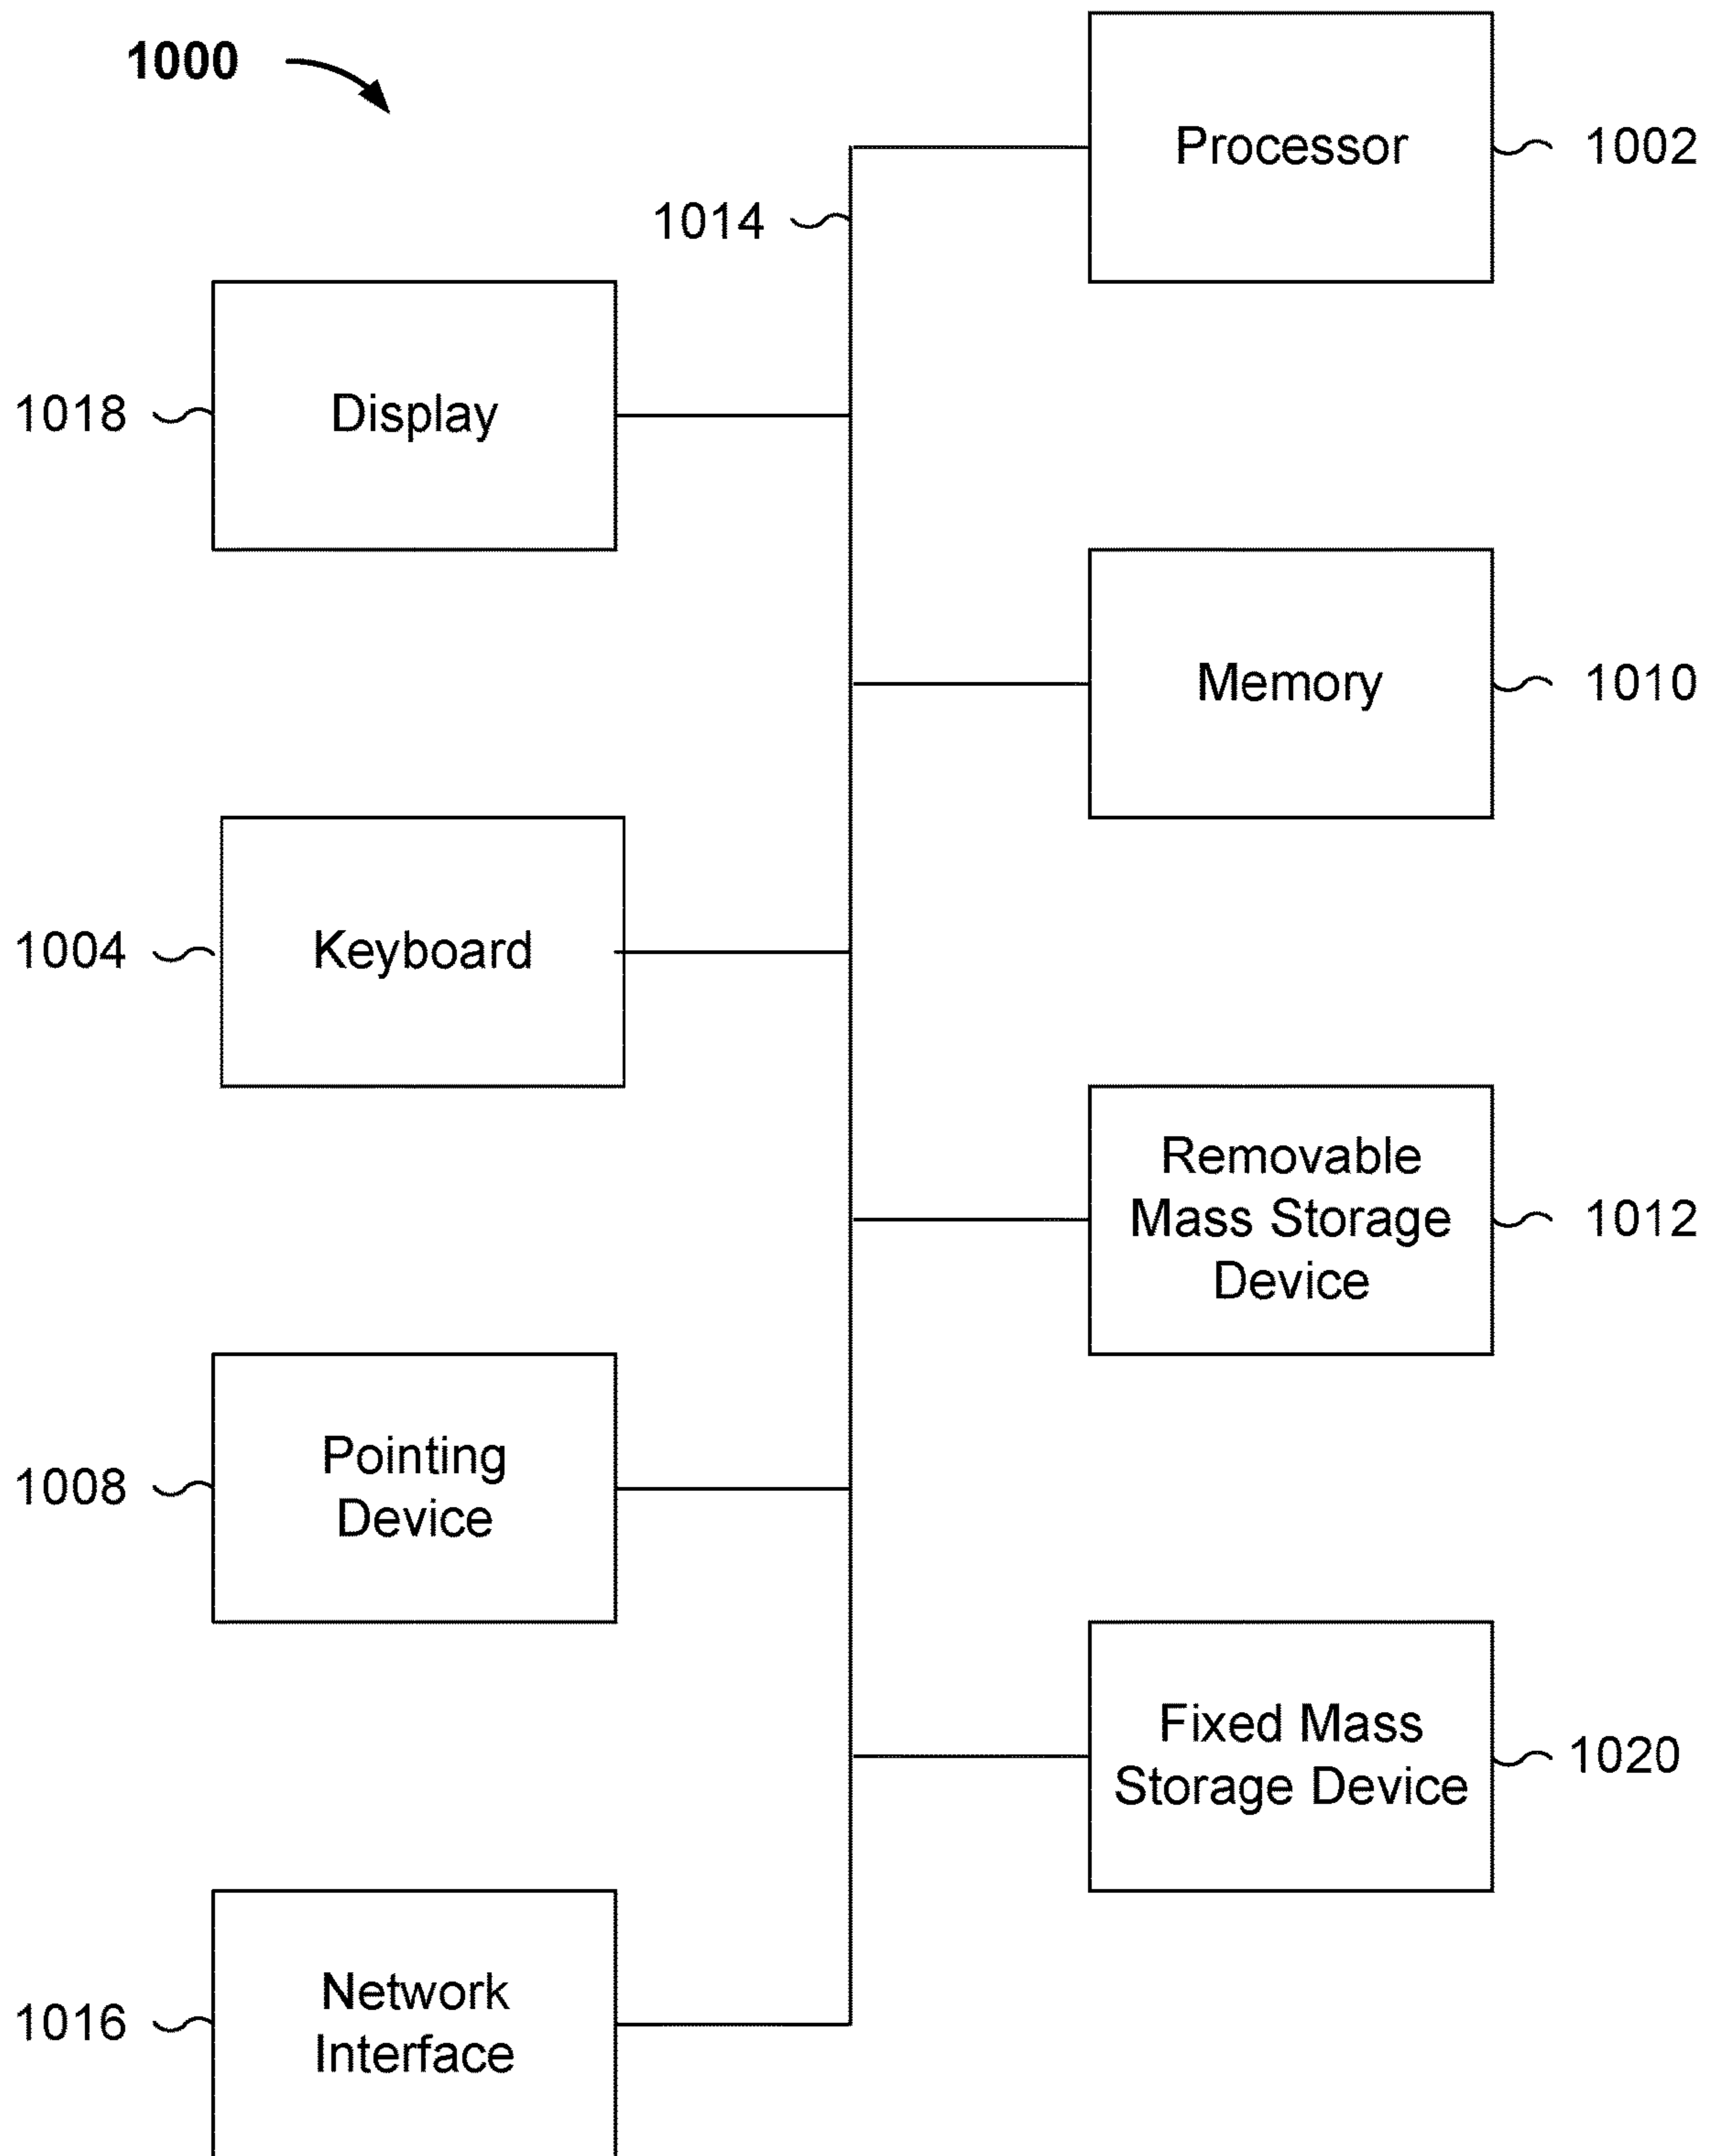 1000
Processor
1002
1014
Display
1018
Memory
1010
Keyboard
1004
Removable
Mass Storage
Device
1012
Pointing
Device
1008
Fixed Mass
Storage Device
1020
Network
Interface
1016